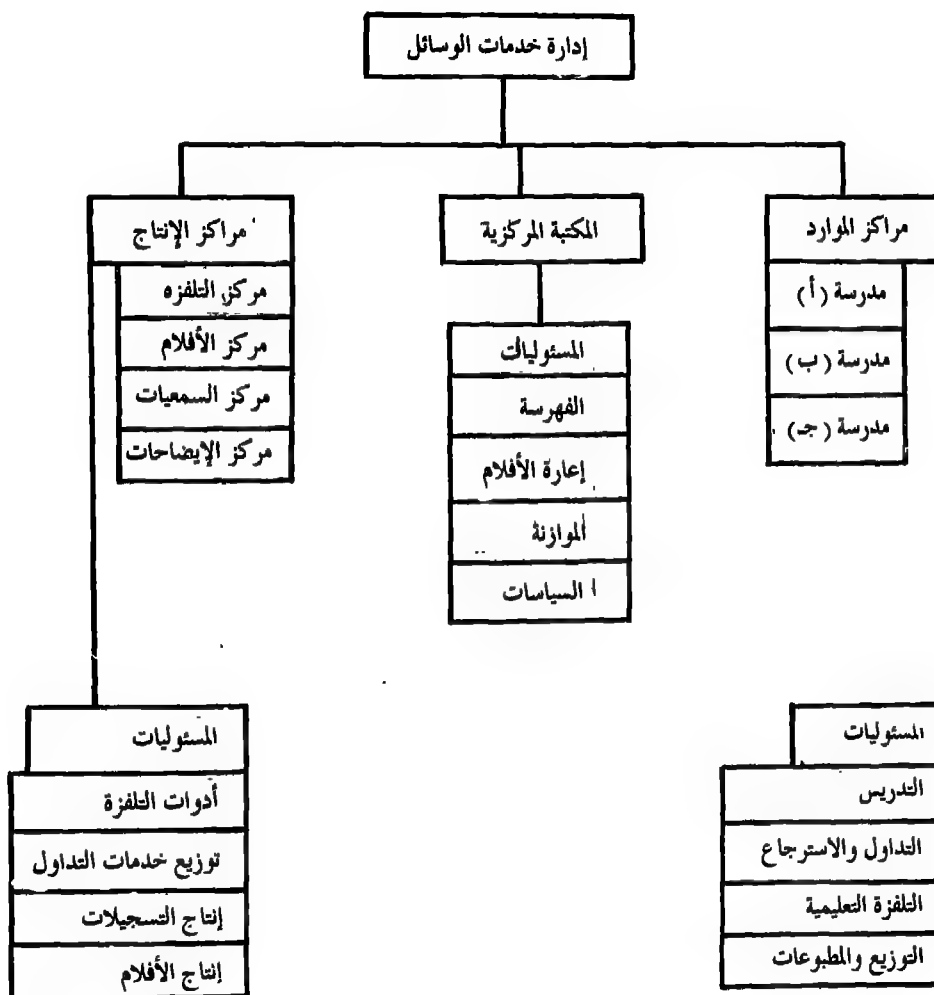 إدارة خدمات الوسائل
مراكز الموارد
مدرسة (أ)
مدرسة (ب)
مدرسة (جـ)
المكتبة المركزية
المسئوليات
الفهرسة
إعارة الأفلام
الموازنة
السياسات
مراكز الإنتاج
مركز التلفزه
مركز الأفلام
مركز السمعيات
مركز الإيضاحات
المسئوليات
التدريس
التداول والاسترجاع
التلفزة التعليمية
التوزيع والمطبوعات
المسئوليات
أدوات التلفزة
توزيع خدمات التداول
إنتاج التسجيلات
إنتاج الأفلام